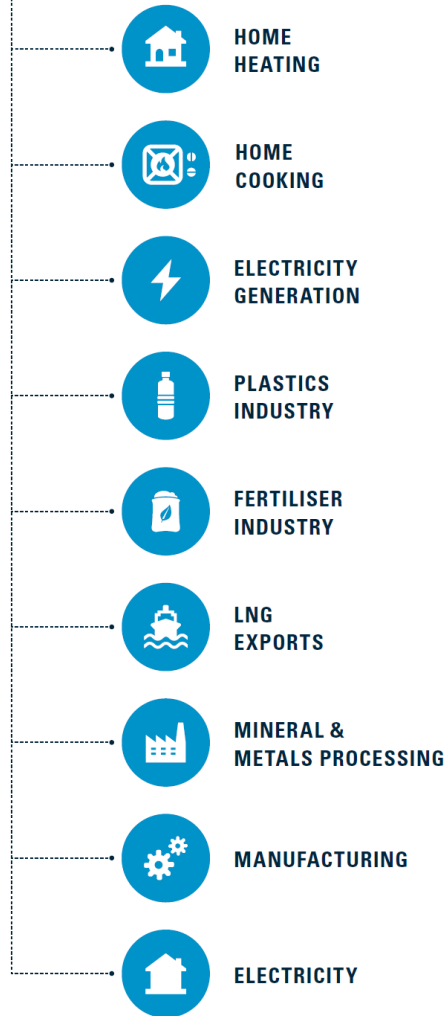 HOME
HEATING
HOME
COOKING
ELECTRICITY
GENERATION
PLASTICS
INDUSTRY
FERTILISER
INDUSTRY
LNG
EXPORTS
MINERAL &
METALS PROCESSING
MANUFACTURING
ELECTRICITY